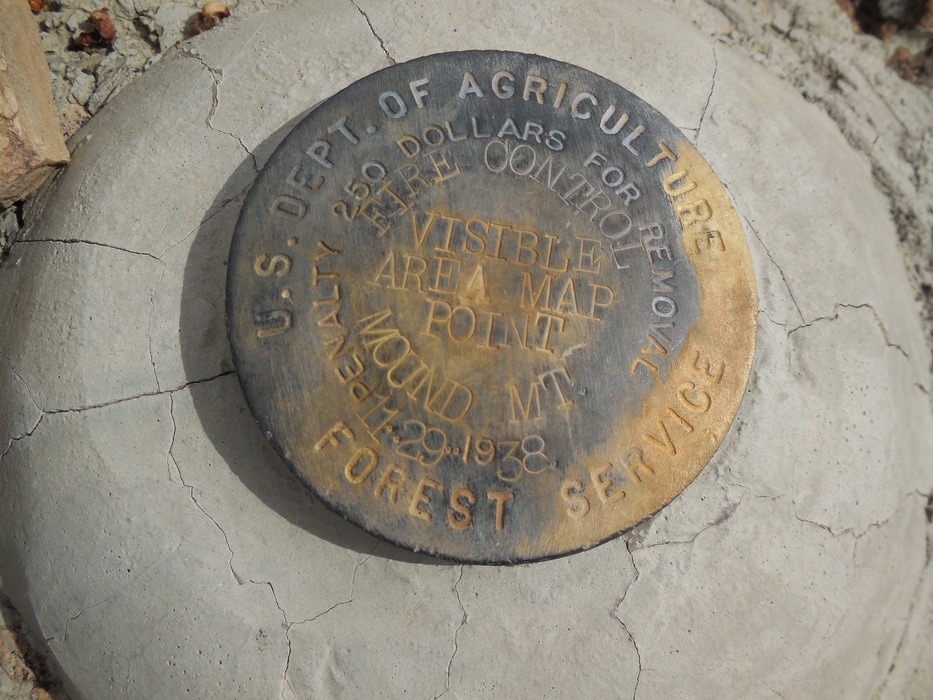 U.S. DEPT. OF AGRICULTURE
PENALTY 250 DOLLARS FOR REMOVAL
FIRE CONTROL
VISIBLE
AREA MAP
POINT
MOUND MT.
11-29-1938
FOREST SERVICE